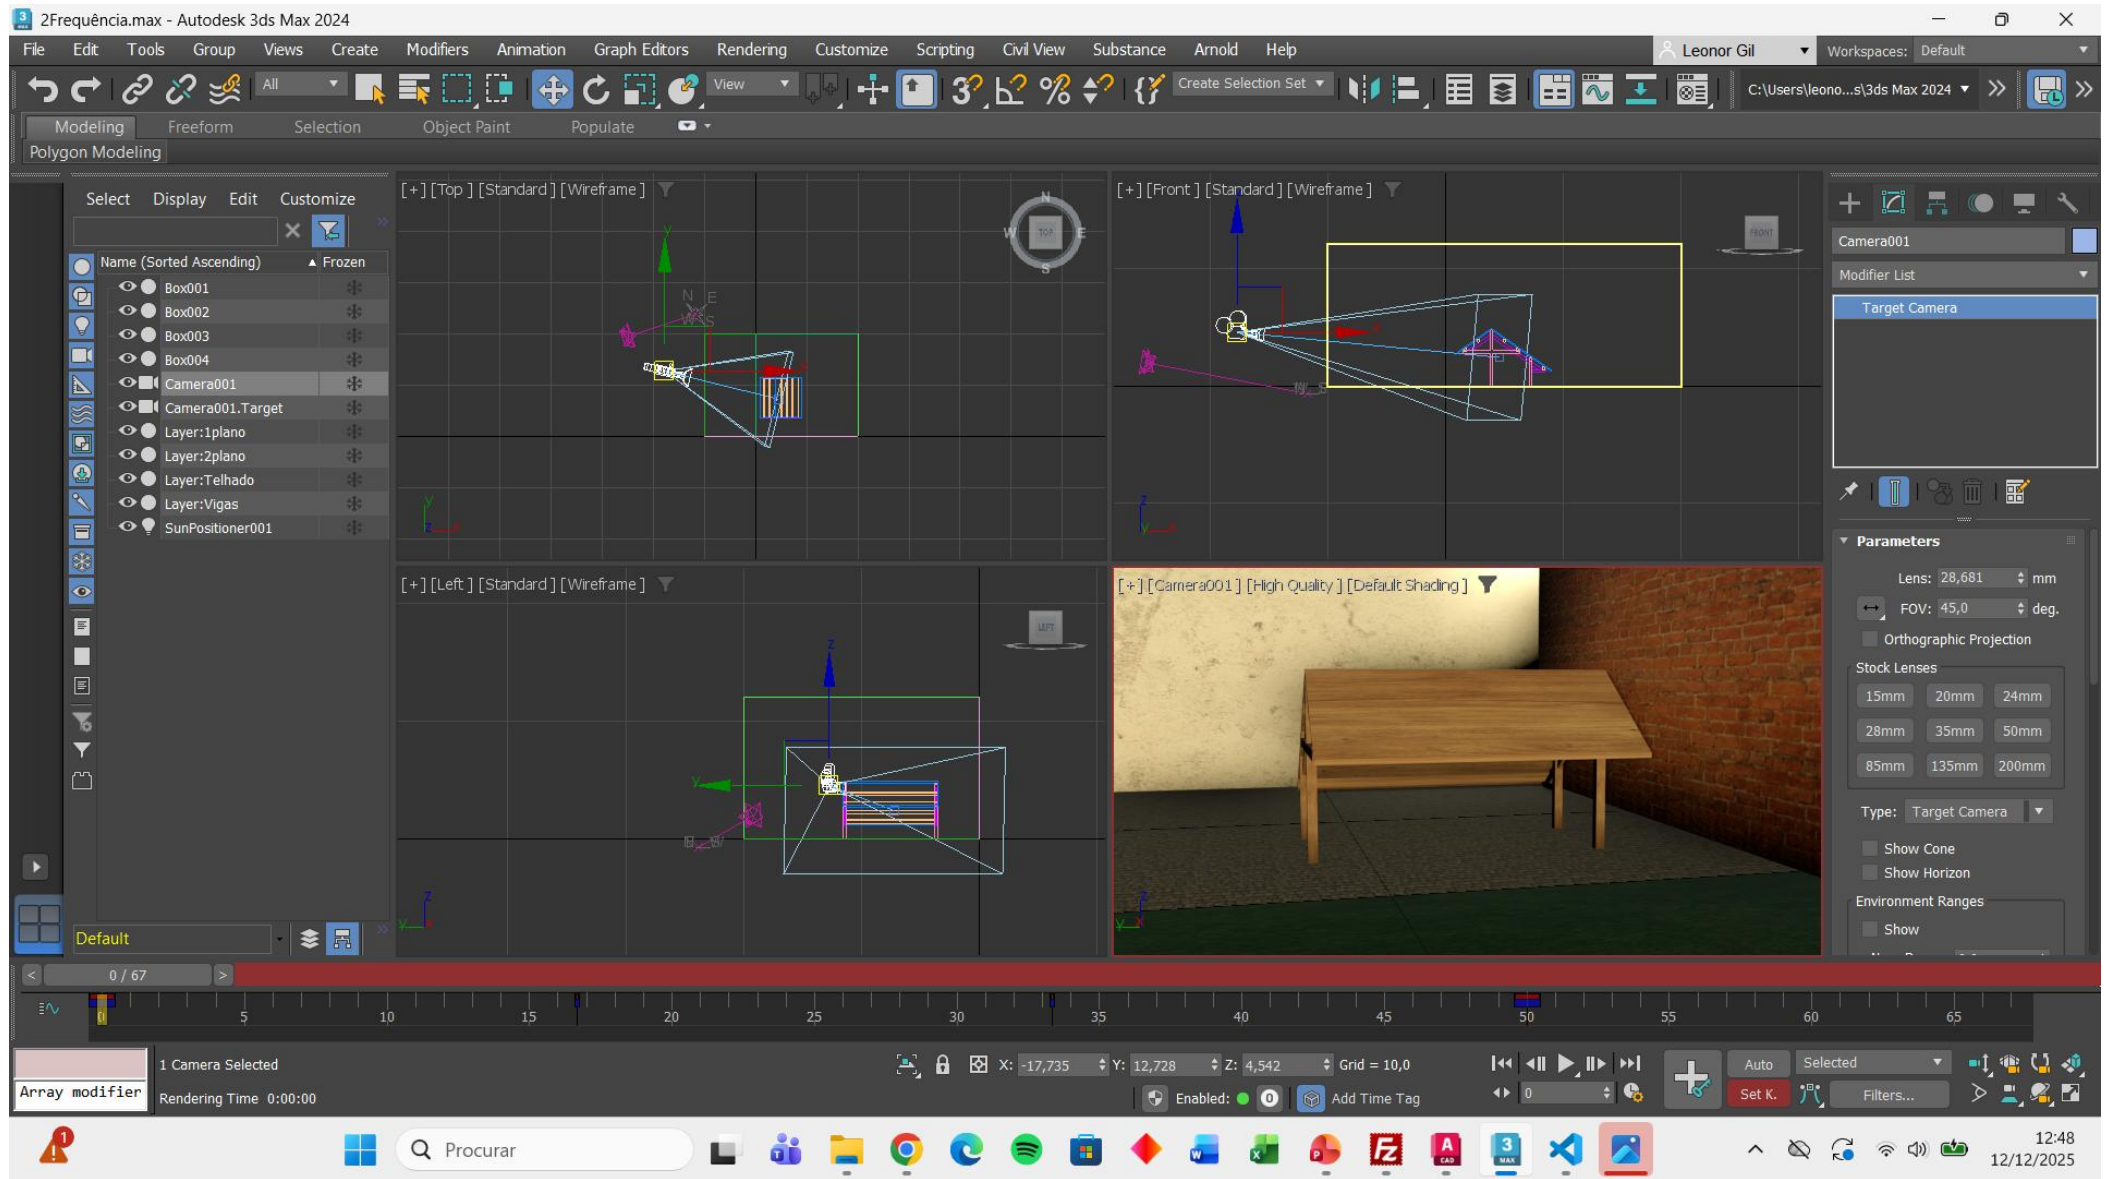 2Frequência.max - Autodesk 3ds Max 2024
File Edit Tools Group Views Create Modifiers Animation Graph Editors Rendering Customize Scripting Civil View Substance Arnold Help
Leonor Gil
Workspaces: Default
All
View
Create Selection Set
C:\Users\leono...s\3ds Max 2024
Modeling Freeform Selection Object Paint Populate
Polygon Modeling
Select Display Edit Customize
Name (Sorted Ascending) Frozen
Box001
Box002
Box003
Box004
Camera001
Camera001.Target
Layer:1plano
Layer:2plano
Layer:Telhado
Layer:Vigas
SunPositioner001
Default
[+] [Top ] [Standard ] [Wireframe ]
N
W TOP E
S
N E
y
y
z
[+] [Front ] [Standard ] [Wireframe ]
FRONT
z
y
[+] [Left ] [Standard ] [Wireframe ]
LEFT
z
y
z
y
[+] [Camera001 ] [High Quality ] [Default Shading ]
z
y x
Camera001
Modifier List
Target Camera
Parameters
Lens: 28,681 mm
FOV: 45,0 deg.
Orthographic Projection
Stock Lenses
15mm 20mm 24mm
28mm 35mm 50mm
85mm 135mm 200mm
Type: Target Camera
Show Cone
Show Horizon
Environment Ranges
Show
< 0 / 67 >
0 5 10 15 20 25 30 35 40 45 50 55 60 65
1 Camera Selected
X: -17,735 Y: 12,728 Z: 4,542 Grid = 10,0
Auto Selected
Array modifier
Rendering Time 0:00:00
Enabled: 0 Add Time Tag
0
Set K. Filters...
1
Procurar
12:48
12/12/2025